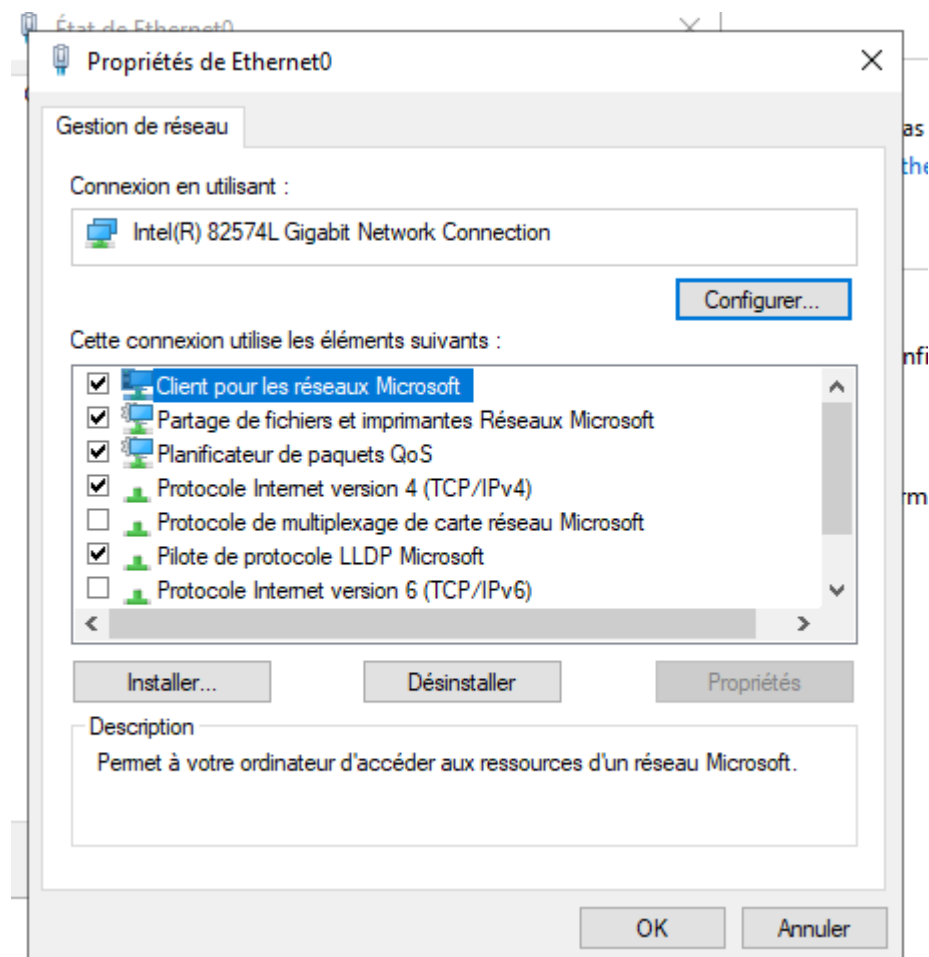 État de Ethernet0
Propriétés de Ethernet0
Gestion de réseau
as
Connexion en utilisant :
Intel(R) 82574L Gigabit Network Connection
Configurer...
Cette connexion utilise les éléments suivants :
Client pour les réseaux Microsoft
Partage de fichiers et imprimantes Réseaux Microsoft
Planificateur de paquets QoS
Protocole Internet version 4 (TCP/IPv4)
Protocole de multiplexage de carte réseau Microsoft
Pilote de protocole LLDP Microsoft
Protocole Internet version 6 (TCP/IPv6)
Installer...
Désinstaller
Propriétés
Description
Permet à votre ordinateur d'accéder aux ressources d'un réseau Microsoft.
OK
Annuler